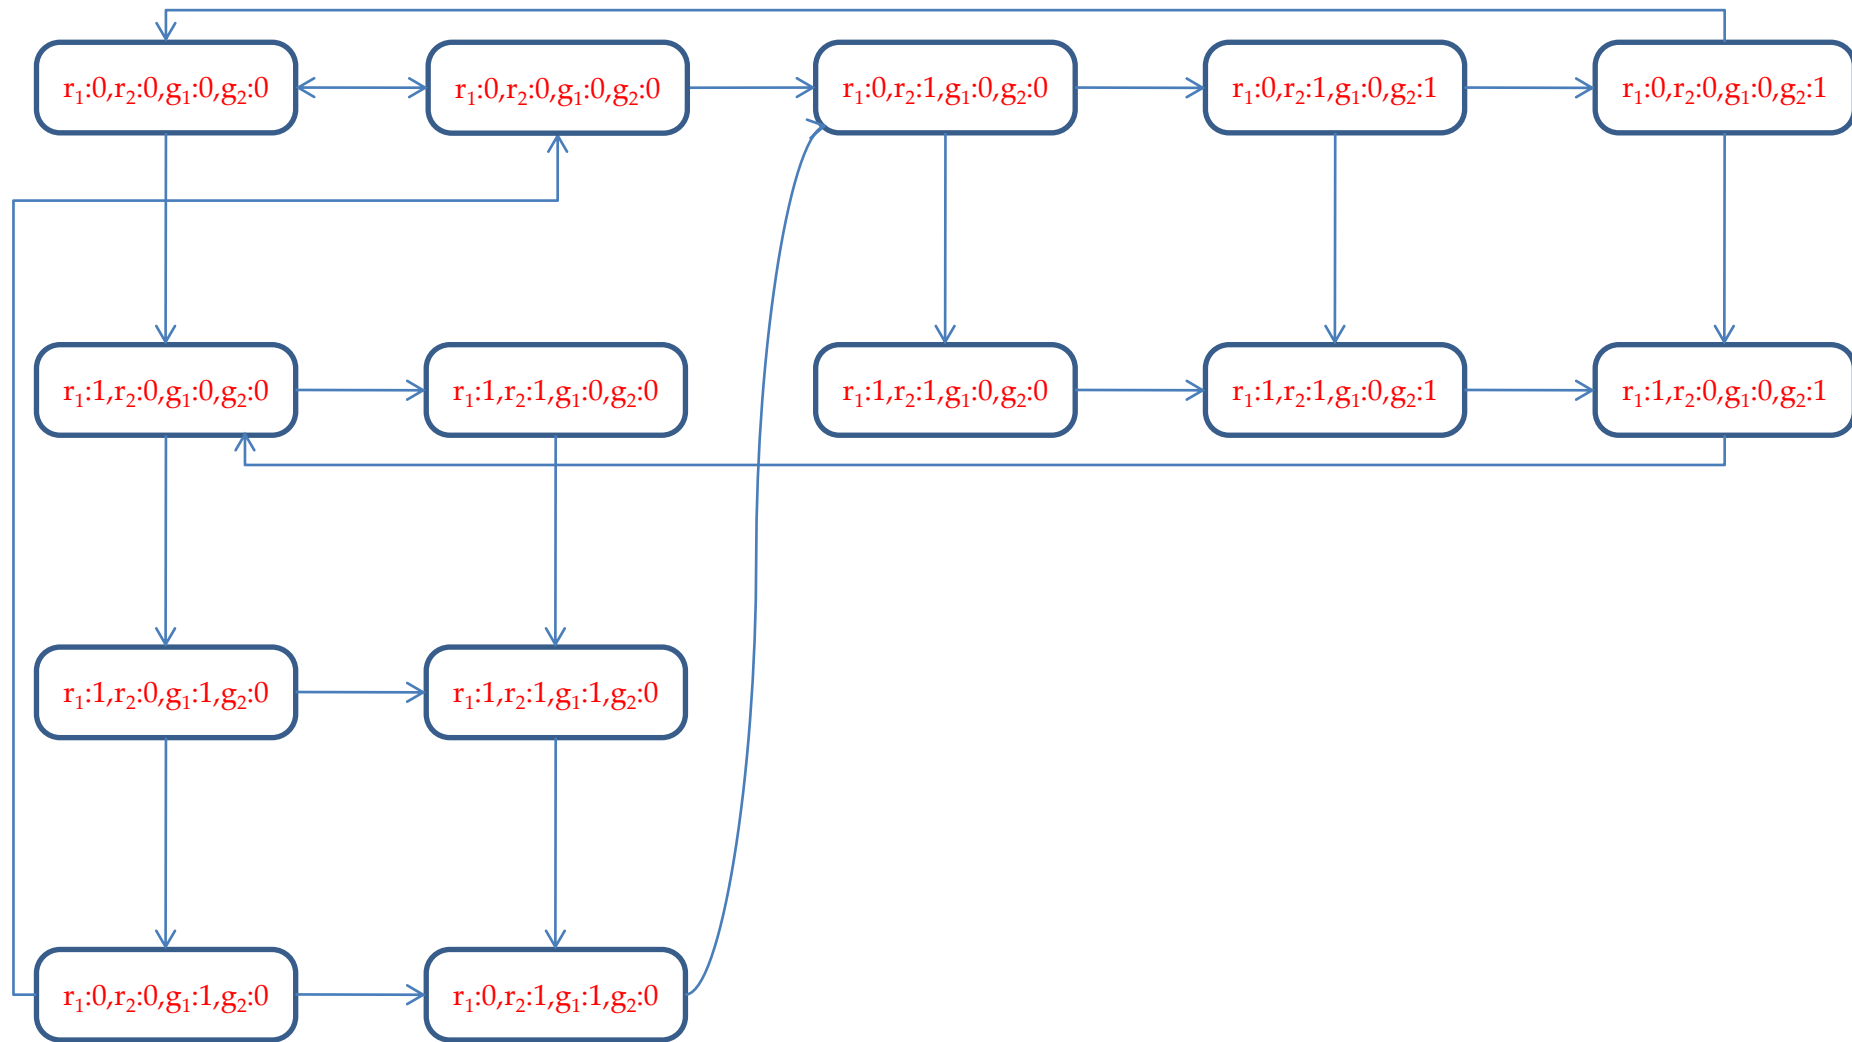 r₁:0,r₂:0,g₁:0,g₂:0
r₁:0,r₂:0,g₁:0,g₂:0
r₁:0,r₂:1,g₁:0,g₂:0
r₁:0,r₂:1,g₁:0,g₂:1
r₁:0,r₂:0,g₁:0,g₂:1
r₁:1,r₂:0,g₁:0,g₂:0
r₁:1,r₂:1,g₁:0,g₂:0
r₁:1,r₂:1,g₁:0,g₂:0
r₁:1,r₂:1,g₁:0,g₂:1
r₁:1,r₂:0,g₁:0,g₂:1
r₁:1,r₂:0,g₁:1,g₂:0
r₁:1,r₂:1,g₁:1,g₂:0
r₁:0,r₂:0,g₁:1,g₂:0
r₁:0,r₂:1,g₁:1,g₂:0